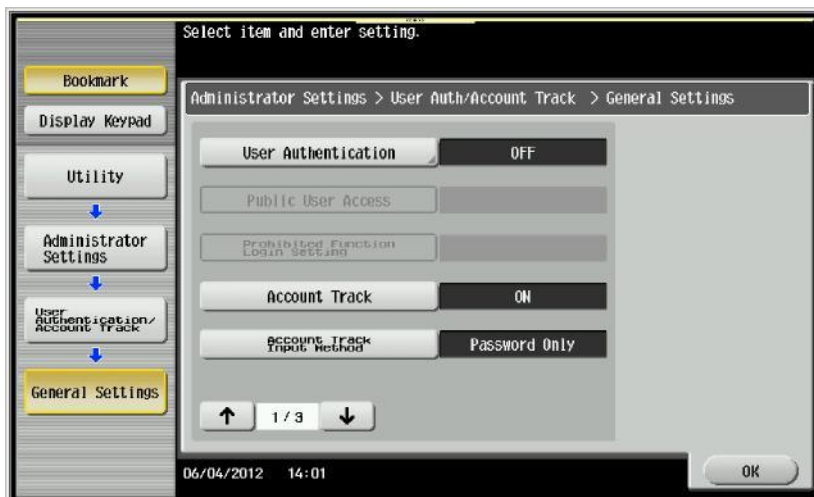 Select item and enter setting.
Bookmark
Display Keypad
Utility
Administrator
Settings
User
Authentication/
Account Track
General Settings
Administrator Settings > User Auth/Account Track > General Settings
User Authentication
OFF
Public User Access
Prohibited Function
Login Setting
Account Track
ON
Account Track
Input Method
Password Only
↑ 1 / 3 ↓
06/04/2012 14:01
OK